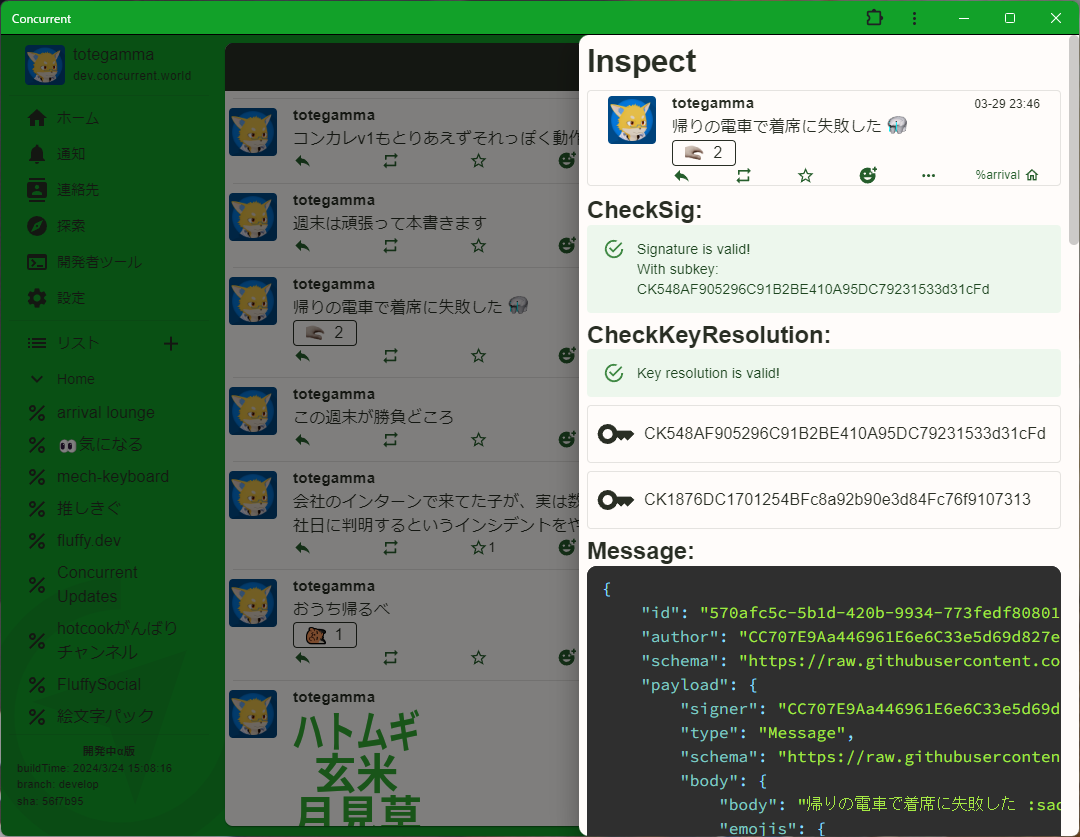 Concurrent
totegamma
dev.concurrent.world
ホーム
通知
連絡先
探索
開発者ツール
設定
リスト
Home
arrival lounge
👀気になる
mech-keyboard
推しきぐ
fluffy.dev
Concurrent
Updates
hotcookがんばり
チャンネル
FluffySocial
絵文字パック
開発中α版
buildTime: 2024/3/24 15:08:16
branch: develop
sha: 56f7b95
totegamma
コンカレv1もとりあえずそれっぽく動作
totegamma
週末は頑張って本書きます
totegamma
帰りの電車で着席に失敗した
2
totegamma
この週末が勝負どころ
totegamma
会社のインターンで来てた子が、実は数
社日に判明するというインシデントをや
1
totegamma
おうち帰るべ
1
totegamma
ハトムギ
玄米
月見草
Inspect
totegamma
03-29 23:46
帰りの電車で着席に失敗した
2
%arrival
CheckSig:
Signature is valid!
With subkey:
CK548AF905296C91B2BE410A95DC79231533d31cFd
CheckKeyResolution:
Key resolution is valid!
CK548AF905296C91B2BE410A95DC79231533d31cFd
CK1876DC1701254BFc8a92b90e3d84Fc76f9107313
Message:
{
"id": "570afc5c-5b1d-420b-9934-773fedf80801
"author": "CC707E9Aa446961E6e6C33e5d69d827e
"schema": "https://raw.githubusercontent.co
"payload": {
"signer": "CC707E9Aa446961E6e6C33e5d69d
"type": "Message",
"schema": "https://raw.githubusercontent
"body": {
"body": "帰りの電車で着席に失敗した :sad
"emojis": {